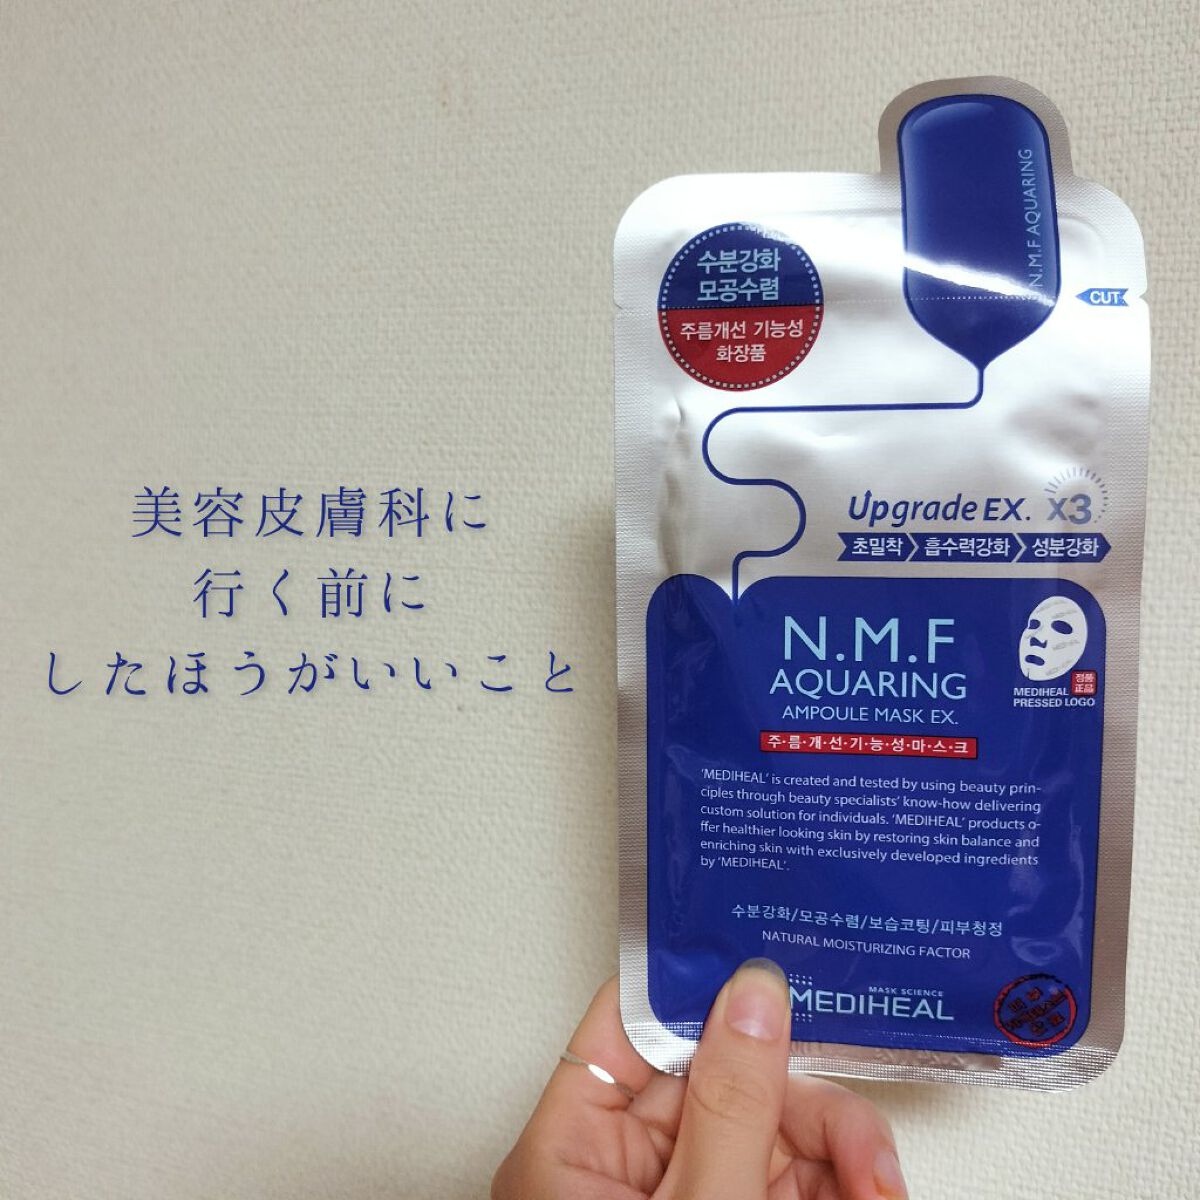 美容皮膚科に
行く前に
したほうがいいこと
N.M.F AQUARING
수분강화
모공수렴
주름개선 기능성
화장품
CUT
Upgrade EX. X3
초밀착 흡수력강화 성분강화
N.M.F
AQUARING
AMPOULE MASK EX.
주·름·개·선·기·능·성·마·스·크
MEDIHEAL
PRESSED LOGO
정품
正品
'MEDIHEAL' is created and tested by using beauty prin-
ciples through beauty specialists' know-how delivering
custom solution for individuals. 'MEDIHEAL' products o-
ffer healthier looking skin by restoring skin balance and
enriching skin with exclusively developed ingredients
by 'MEDIHEAL'.
수분강화/모공수렴/보습코팅/피부청정
NATURAL MOISTURIZING FACTOR
MASK SCIENCE
MEDIHEAL